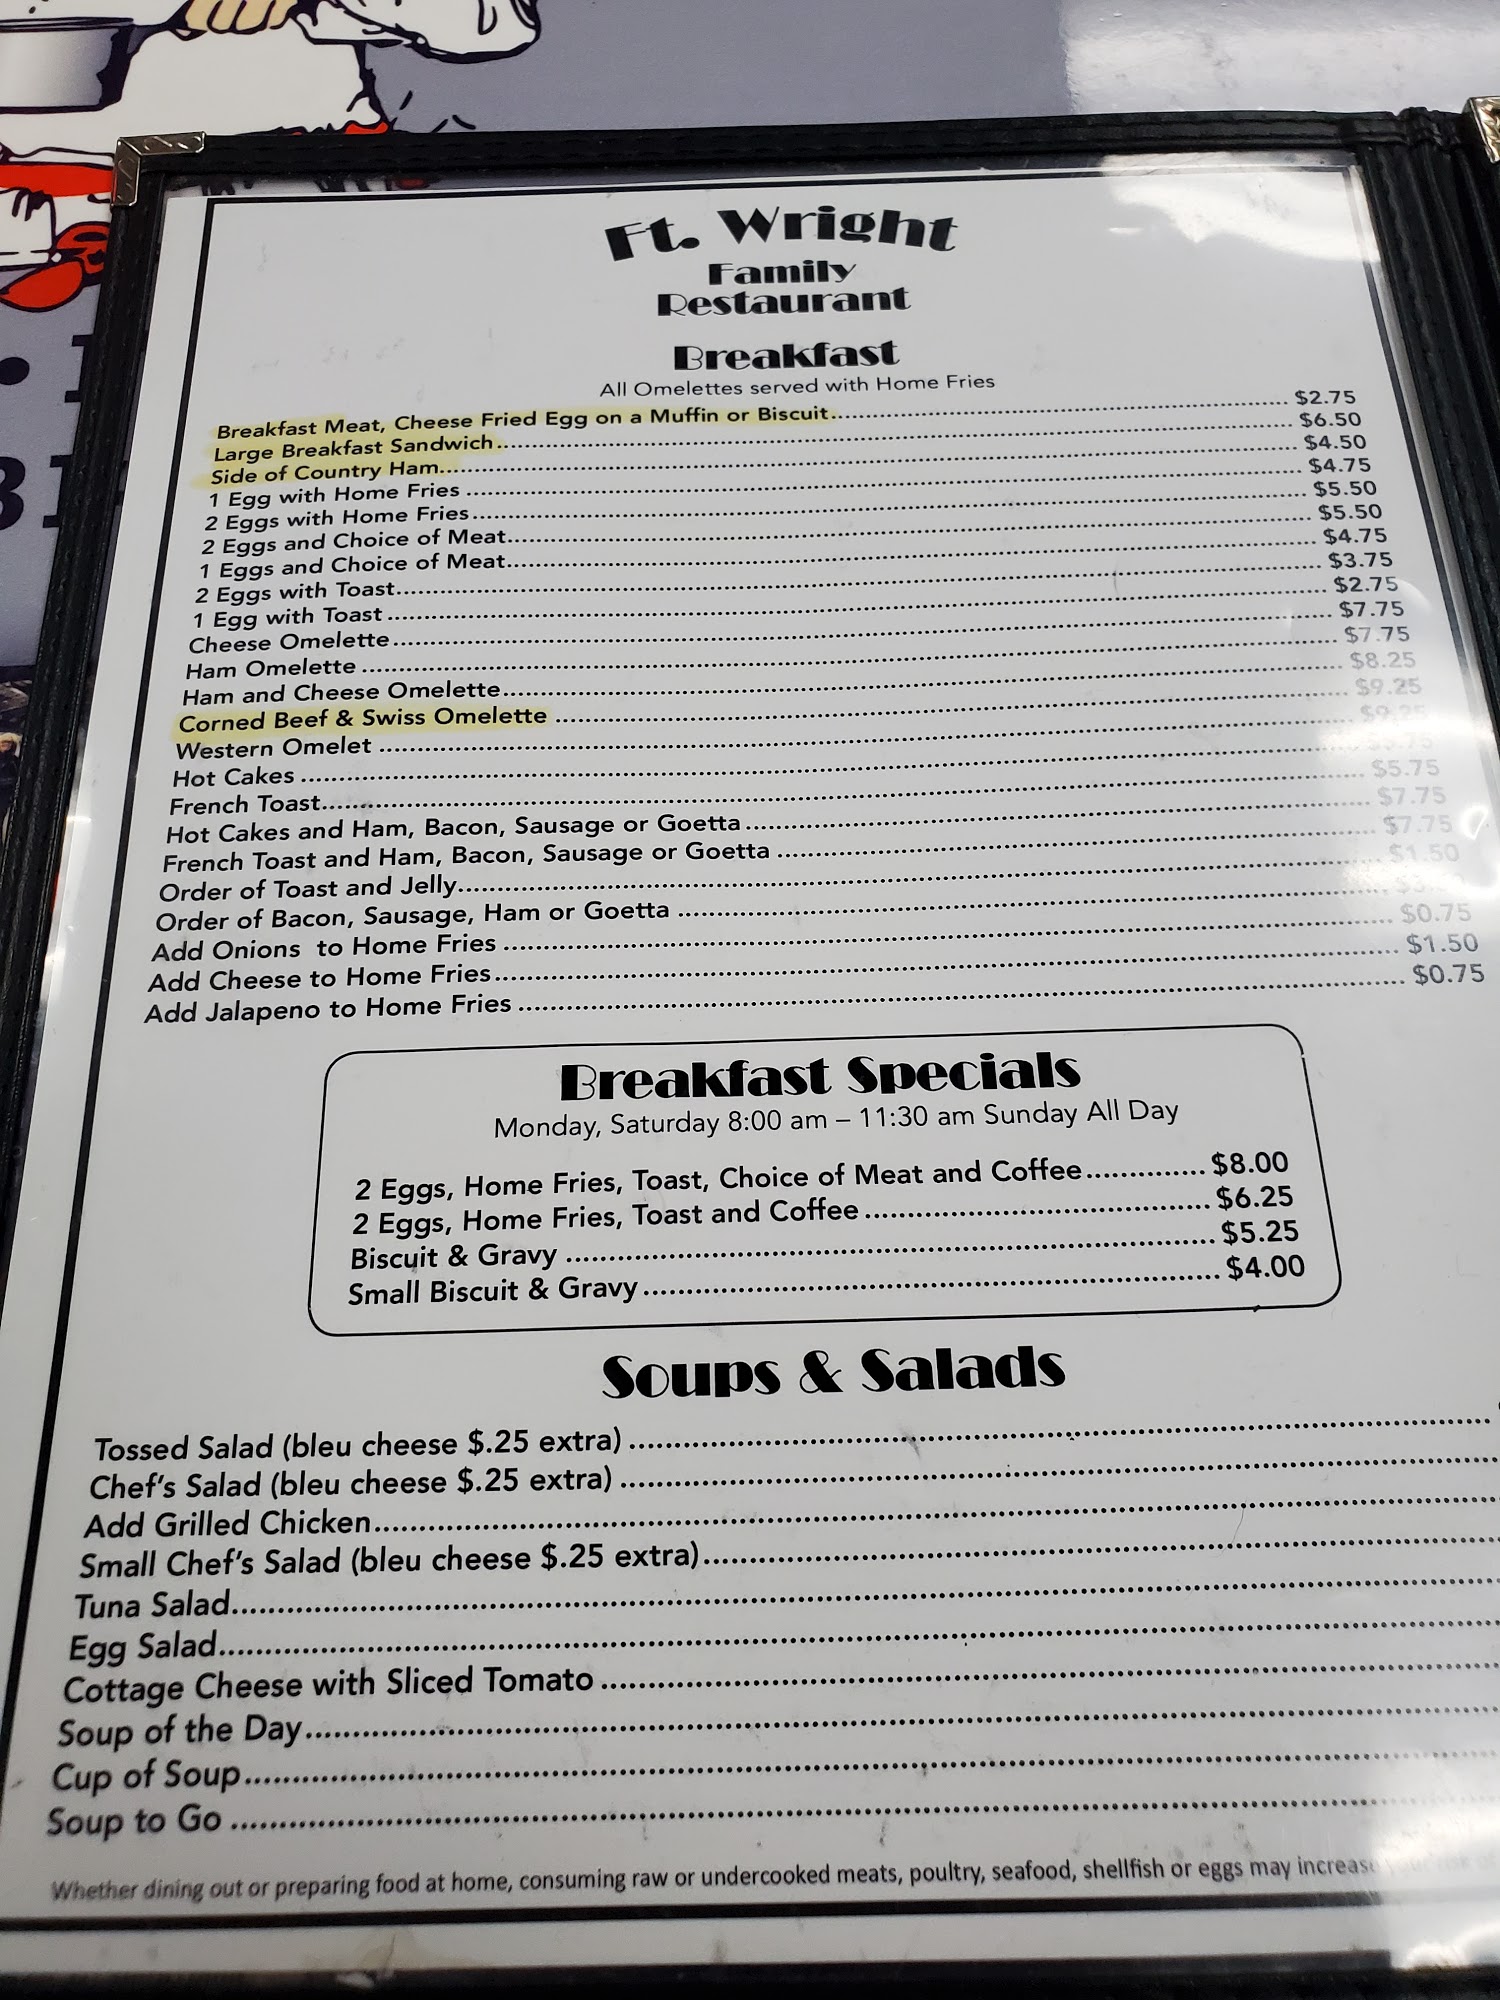 Ft. Wright
Family
Restaurant
Breakfast
All Omelettes served with Home Fries
Breakfast Meat, Cheese Fried Egg on a Muffin or Biscuit $2.75
Large Breakfast Sandwich $6.50
Side of Country Ham $4.50
1 Egg with Home Fries $4.75
2 Eggs with Home Fries $5.50
2 Eggs and Choice of Meat $5.50
1 Eggs and Choice of Meat $4.75
2 Eggs with Toast $3.75
1 Egg with Toast $2.75
Cheese Omelette $7.75
Ham Omelette $7.75
Ham and Cheese Omelette $8.25
Corned Beef & Swiss Omelette $9.25
Western Omelet $9.25
Hot Cakes
French Toast $5.75
Hot Cakes and Ham, Bacon, Sausage or Goetta $7.75
French Toast and Ham, Bacon, Sausage or Goetta $7.75
Order of Toast and Jelly $1.50
Order of Bacon, Sausage, Ham or Goetta
Add Onions to Home Fries $0.75
Add Cheese to Home Fries $1.50
Add Jalapeno to Home Fries $0.75
Breakfast Specials
Monday, Saturday 8:00 am – 11:30 am Sunday All Day
2 Eggs, Home Fries, Toast, Choice of Meat and Coffee $8.00
2 Eggs, Home Fries, Toast and Coffee $6.25
Biscuit & Gravy $5.25
Small Biscuit & Gravy $4.00
Soups & Salads
Tossed Salad (bleu cheese $.25 extra)
Chef's Salad (bleu cheese $.25 extra)
Add Grilled Chicken
Small Chef's Salad (bleu cheese $.25 extra)
Tuna Salad
Egg Salad
Cottage Cheese with Sliced Tomato
Soup of the Day
Cup of Soup
Soup to Go
Whether dining out or preparing food at home, consuming raw or undercooked meats, poultry, seafood, shellfish or eggs may increase